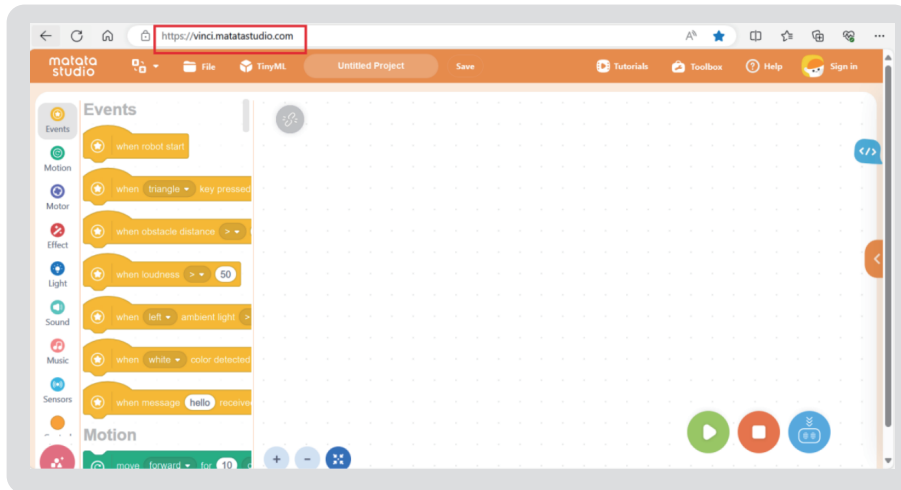 https://vinci.matatastudio.com
matata
studio
File
TinyML
Untitled Project
Save
Tutorials
Toolbox
Help
Sign in
Events
Motion
Motor
Effect
Light
Sound
Music
Sensors
Events
when robot start
when triangle key pressed
when obstacle distance >
when loudness > 50
when left ambient light >
when white color detected
when message hello receive
Motion
move forward for 10